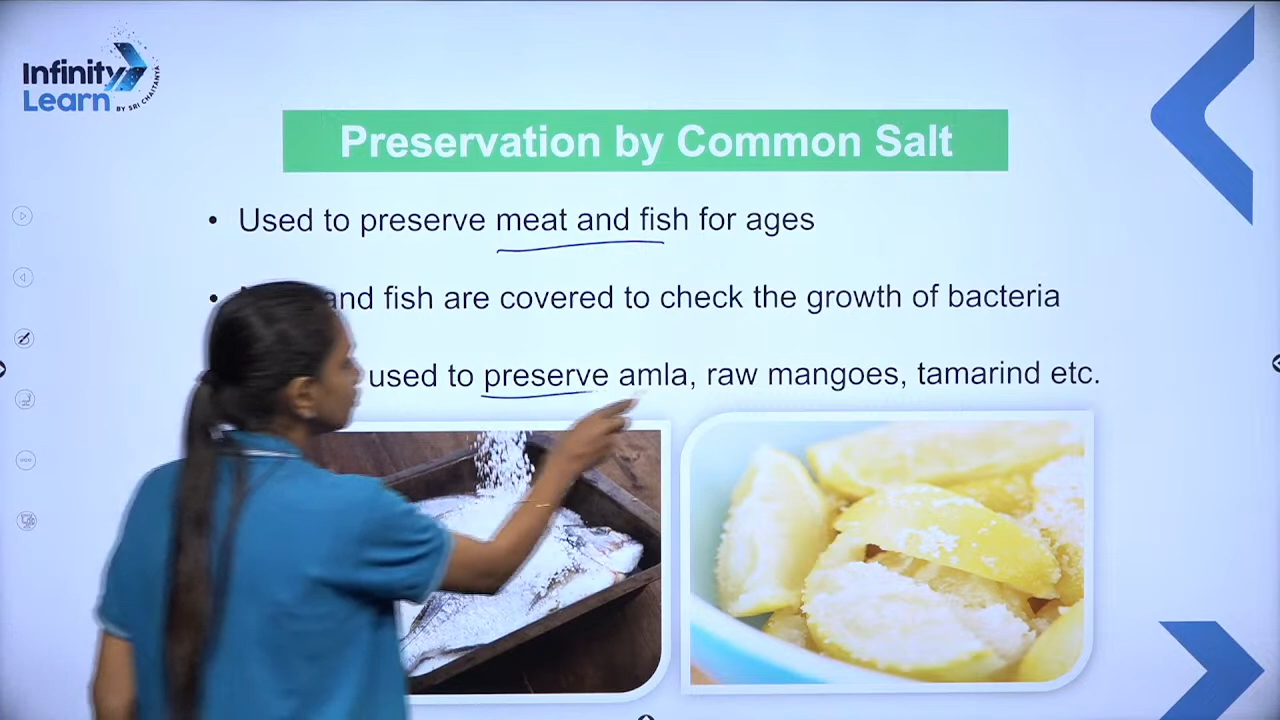 Infinity
Learn
BY SRI CHAITANYA
Preservation by Common Salt
• Used to preserve meat and fish for ages
• and fish are covered to check the growth of bacteria
used to preserve amla, raw mangoes, tamarind etc.